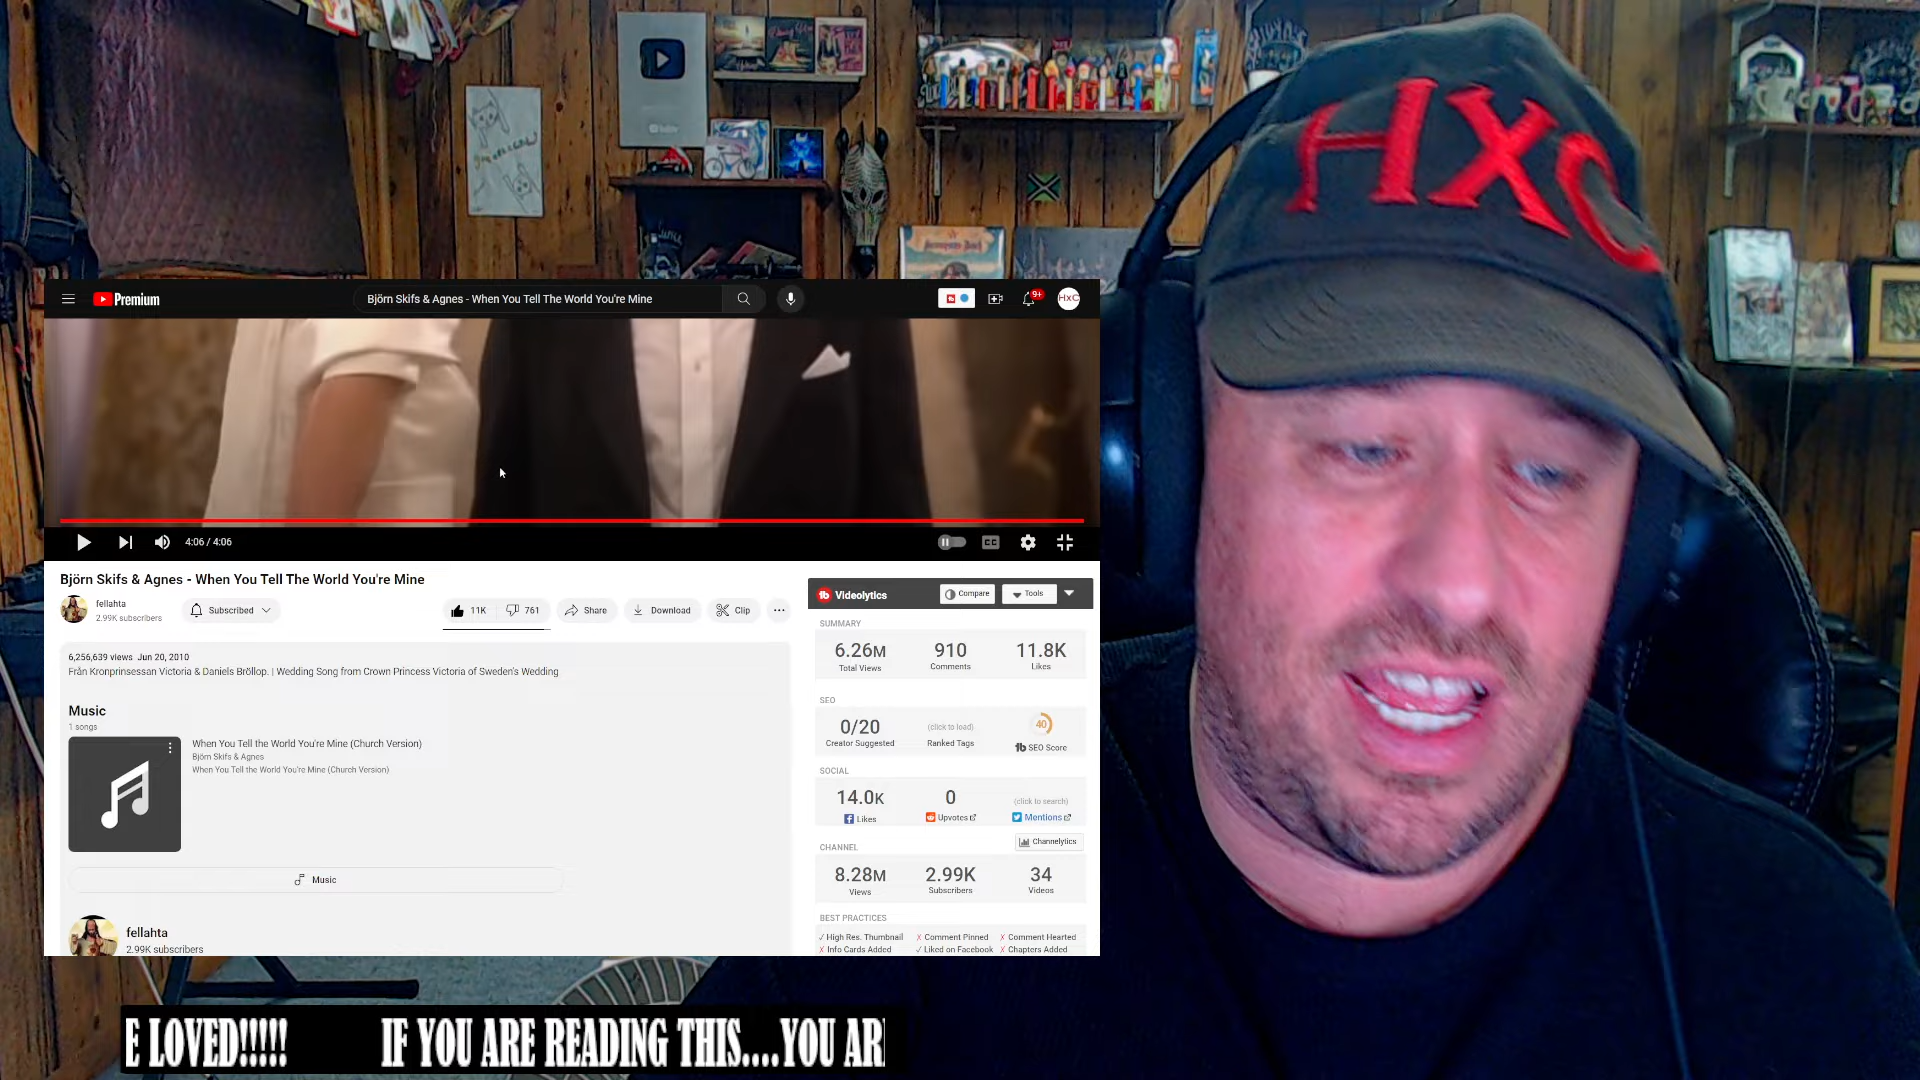 HXC
Premium
Björn Skifs & Agnes - When You Tell The World You're Mine
9+
HxC
4:06 / 4:06
CC
Björn Skifs & Agnes - When You Tell The World You're Mine
fellahta
2.99K subscribers
Subscribed
11K
761
Share
Download
Clip
6,256,639 views Jun 20, 2010
Från Kronprinsessan Victoria & Daniels Bröllop. | Wedding Song from Crown Princess Victoria of Sweden's Wedding
Music
1 songs
When You Tell the World You're Mine (Church Version)
Björn Skifs & Agnes
When You Tell the World You're Mine (Church Version)
Music
fellahta
2.99K subscribers
tb Videolytics
Compare
Tools
SUMMARY
6.26M
910
11.8K
Total Views
Comments
Likes
SEO
0/20
(click to load)
40
Creator Suggested
Ranked Tags
tb SEO Score
SOCIAL
14.0K
0
(click to search)
Likes
Upvotes
Mentions
CHANNEL
Channelytics
8.28M
2.99K
34
Views
Subscribers
Videos
BEST PRACTICES
✓ High Res. Thumbnail
✗ Comment Pinned
✗ Comment Hearted
✗ Info Cards Added
✓ Liked on Facebook
✗ Chapters Added
E LOVED!!!!! IF YOU ARE READING THIS....YOU AR